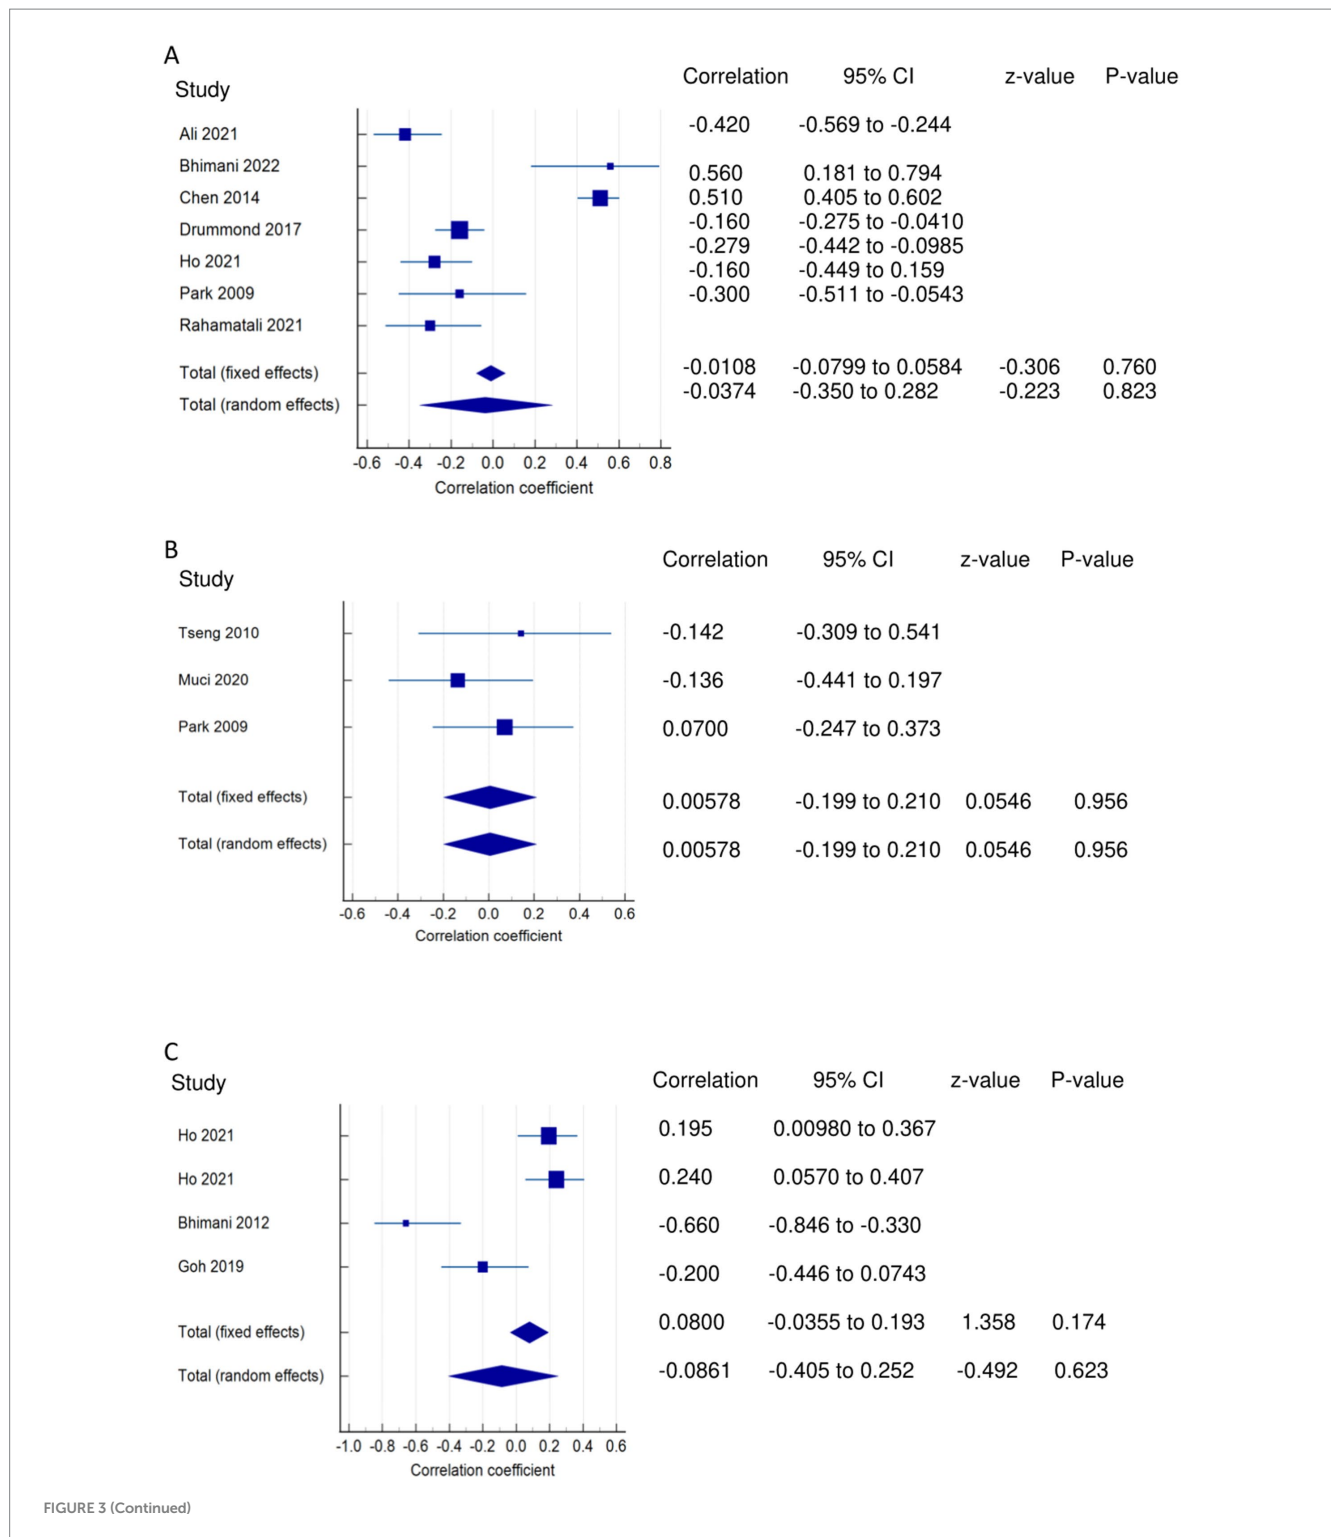 A
Study Correlation 95% CI z-value P-value
Ali 2021 -0.420 -0.569 to -0.244
Bhimani 2022 0.560 0.181 to 0.794
Chen 2014 0.510 0.405 to 0.602
Drummond 2017 -0.160 -0.275 to -0.0410
Ho 2021 -0.279 -0.442 to -0.0985
Park 2009 -0.160 -0.449 to 0.159
Rahamatali 2021 -0.300 -0.511 to -0.0543
Total (fixed effects) -0.0108 -0.0799 to 0.0584 -0.306 0.760
Total (random effects) -0.0374 -0.350 to 0.282 -0.223 0.823
-0.6 -0.4 -0.2 0.0 0.2 0.4 0.6 0.8
Correlation coefficient
B
Study Correlation 95% CI z-value P-value
Tseng 2010 -0.142 -0.309 to 0.541
Muci 2020 -0.136 -0.441 to 0.197
Park 2009 0.0700 -0.247 to 0.373
Total (fixed effects) 0.00578 -0.199 to 0.210 0.0546 0.956
Total (random effects) 0.00578 -0.199 to 0.210 0.0546 0.956
-0.6 -0.4 -0.2 0.0 0.2 0.4 0.6
Correlation coefficient
C
Study Correlation 95% CI z-value P-value
Ho 2021 0.195 0.00980 to 0.367
Ho 2021 0.240 0.0570 to 0.407
Bhimani 2012 -0.660 -0.846 to -0.330
Goh 2019 -0.200 -0.446 to 0.0743
Total (fixed effects) 0.0800 -0.0355 to 0.193 1.358 0.174
Total (random effects) -0.0861 -0.405 to 0.252 -0.492 0.623
-1.0 -0.8 -0.6 -0.4 -0.2 0.0 0.2 0.4 0.6
Correlation coefficient
FIGURE 3 (Continued)